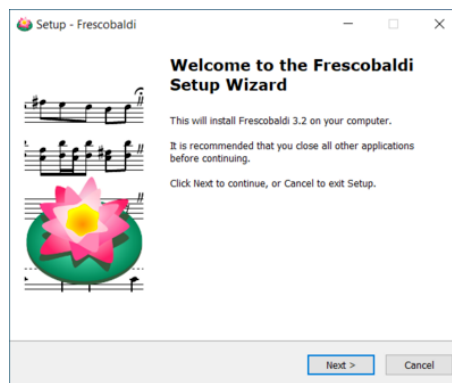 Setup - Frescobaldi
Welcome to the Frescobaldi
Setup Wizard
This will install Frescobaldi 3.2 on your computer.
It is recommended that you close all other applications
before continuing.
Click Next to continue, or Cancel to exit Setup.
Next >
Cancel